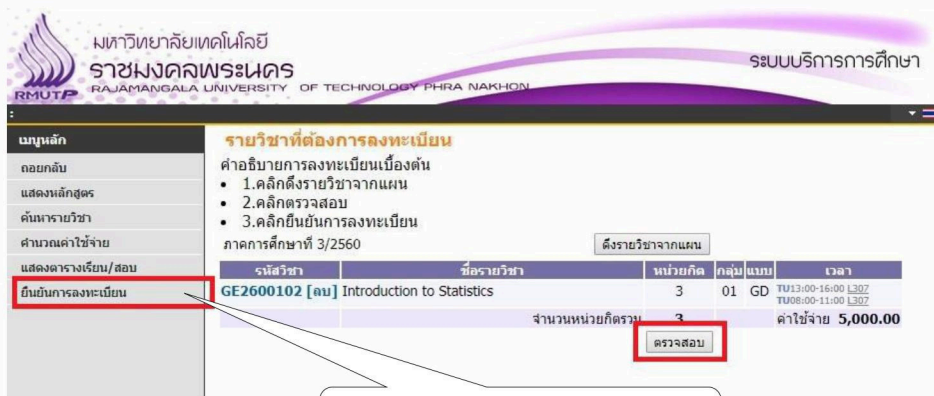 มหาวิทยาลัยเทคโนโลยี
ราชมงคลพระนคร
RAJAMANGALA UNIVERSITY OF TECHNOLOGY PHRA NAKHON
RMUTP
ระบบบริการการศึกษา
:
เมนูหลัก
ถอยกลับ
แสดงหลักสูตร
ค้นหารายวิชา
คำนวณค่าใช้จ่าย
แสดงตารางเรียน/สอบ
ยืนยันการลงทะเบียน
รายวิชาที่ต้องการลงทะเบียน
คำอธิบายการลงทะเบียนเบื้องต้น
• 1.คลิกดึงรายวิชาจากแผน
• 2.คลิกตรวจสอบ
• 3.คลิกยืนยันการลงทะเบียน
ภาคการศึกษาที่ 3/2560 ดึงรายวิชาจากแผน
รหัสวิชา ชื่อรายวิชา หน่วยกิต กลุ่ม แบบ เวลา
GE2600102 [ลบ] Introduction to Statistics 3 01 GD TU13:00-16:00 L307
TU08:00-11:00 L307
จำนวนหน่วยกิตรวม 3 ค่าใช้จ่าย 5,000.00
ตรวจสอบ